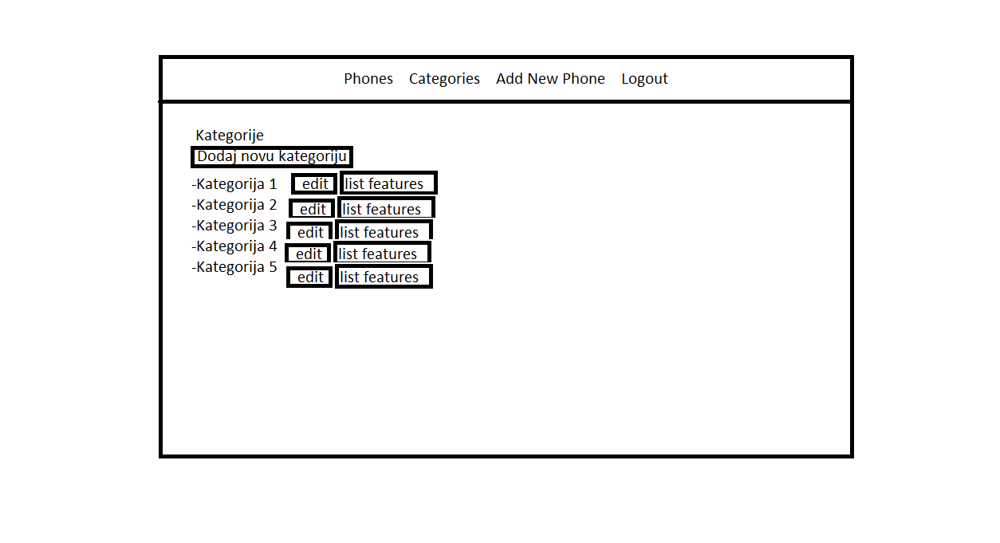 Phones Categories Add New Phone Logout
Kategorije
Dodaj novu kategoriju
-Kategorija 1 edit list features
-Kategorija 2 edit list features
-Kategorija 3 edit list features
-Kategorija 4 edit list features
-Kategorija 5 edit list features